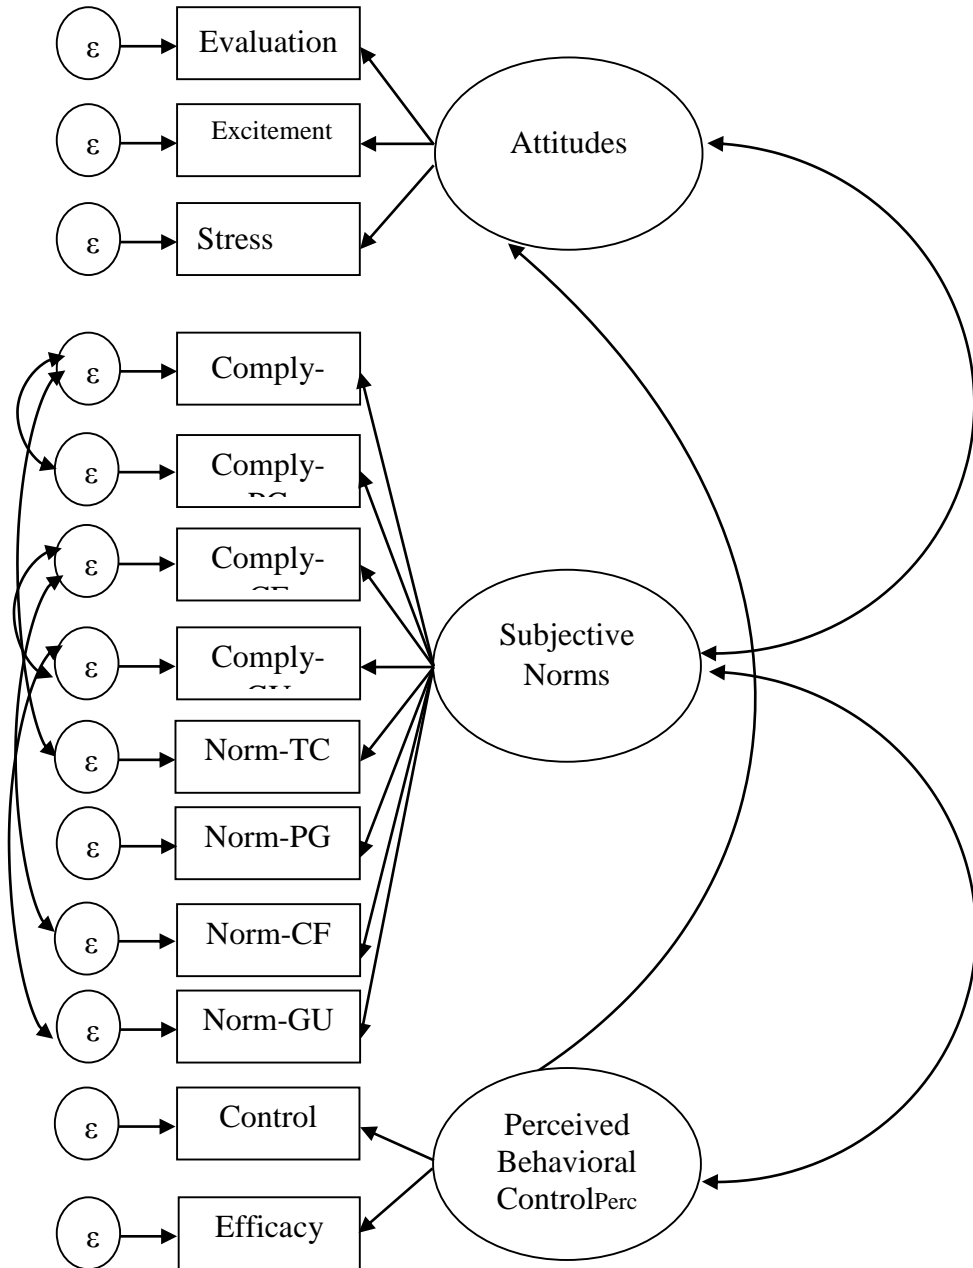 ε
Evaluation
ε
Excitement
Attitudes
ε
Stress
ε
Comply-
ε
Comply-
ε
Comply-
ε
Comply-
Subjective
Norms
ε
Norm-TC
ε
Norm-PG
ε
Norm-CF
ε
Norm-GU
ε
Control
Perceived
Behavioral
ControlPerc
ε
Efficacy